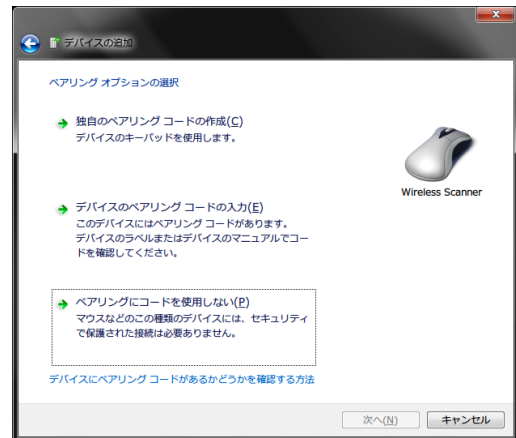 デバイスの追加
ペアリング オプションの選択
独自のペアリング コードの作成(C)
デバイスのキーパッドを使用します。
Wireless Scanner
デバイスのペアリング コードの入力(E)
このデバイスにはペアリング コードがあります。
デバイスのラベルまたはデバイスのマニュアルでコー
ドを確認してください。
ペアリングにコードを使用しない(P)
マウスなどのこの種類のデバイスには、セキュリティ
で保護された接続は必要ありません。
デバイスにペアリング コードがあるかどうかを確認する方法
次へ(N)
キャンセル